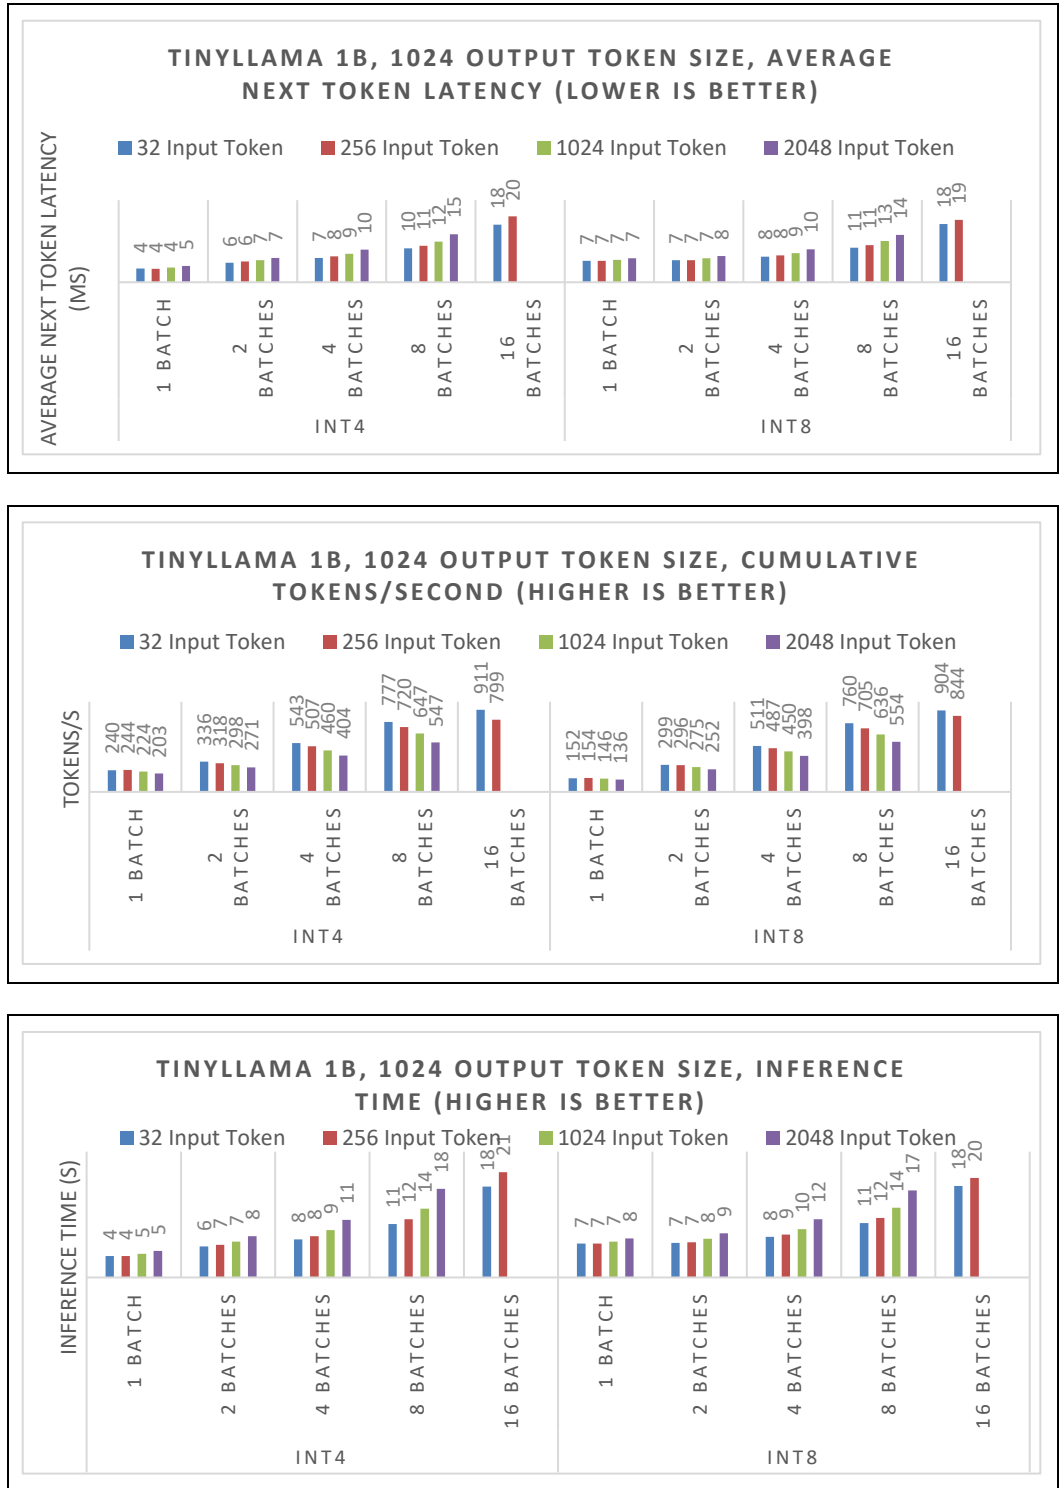 TINYLLAMA 1B, 1024 OUTPUT TOKEN SIZE, AVERAGE
NEXT TOKEN LATENCY (LOWER IS BETTER)
32 Input Token 256 Input Token 1024 Input Token 2048 Input Token
AVERAGE NEXT TOKEN LATENCY
(MS)
4 4 4 5 6 6 7 7 7 8 9 10 10 11 12 15 18 20 7 7 7 7 7 7 7 8 8 8 9 10 11 11 13 14 18 19
1 BATCH 2 BATCHES 4 BATCHES 8 BATCHES 16 BATCHES 1 BATCH 2 BATCHES 4 BATCHES 8 BATCHES 16 BATCHES
INT4 INT8
TINYLLAMA 1B, 1024 OUTPUT TOKEN SIZE, CUMULATIVE
TOKENS/SECOND (HIGHER IS BETTER)
32 Input Token 256 Input Token 1024 Input Token 2048 Input Token
TOKENS/S
240 244 224 203 336 318 298 271 543 507 460 404 777 720 647 547 911 799 152 154 146 136 299 296 275 252 511 487 450 398 760 705 636 554 904 844
1 BATCH 2 BATCHES 4 BATCHES 8 BATCHES 16 BATCHES 1 BATCH 2 BATCHES 4 BATCHES 8 BATCHES 16 BATCHES
INT4 INT8
TINYLLAMA 1B, 1024 OUTPUT TOKEN SIZE, INFERENCE
TIME (HIGHER IS BETTER)
32 Input Token 256 Input Token 1024 Input Token 2048 Input Token
INFERENCE TIME (S)
4 4 5 5 6 7 7 8 8 8 9 11 11 12 14 18 18 21 7 7 7 8 7 7 8 9 8 9 10 12 11 12 14 17 18 20
1 BATCH 2 BATCHES 4 BATCHES 8 BATCHES 16 BATCHES 1 BATCH 2 BATCHES 4 BATCHES 8 BATCHES 16 BATCHES
INT4 INT8